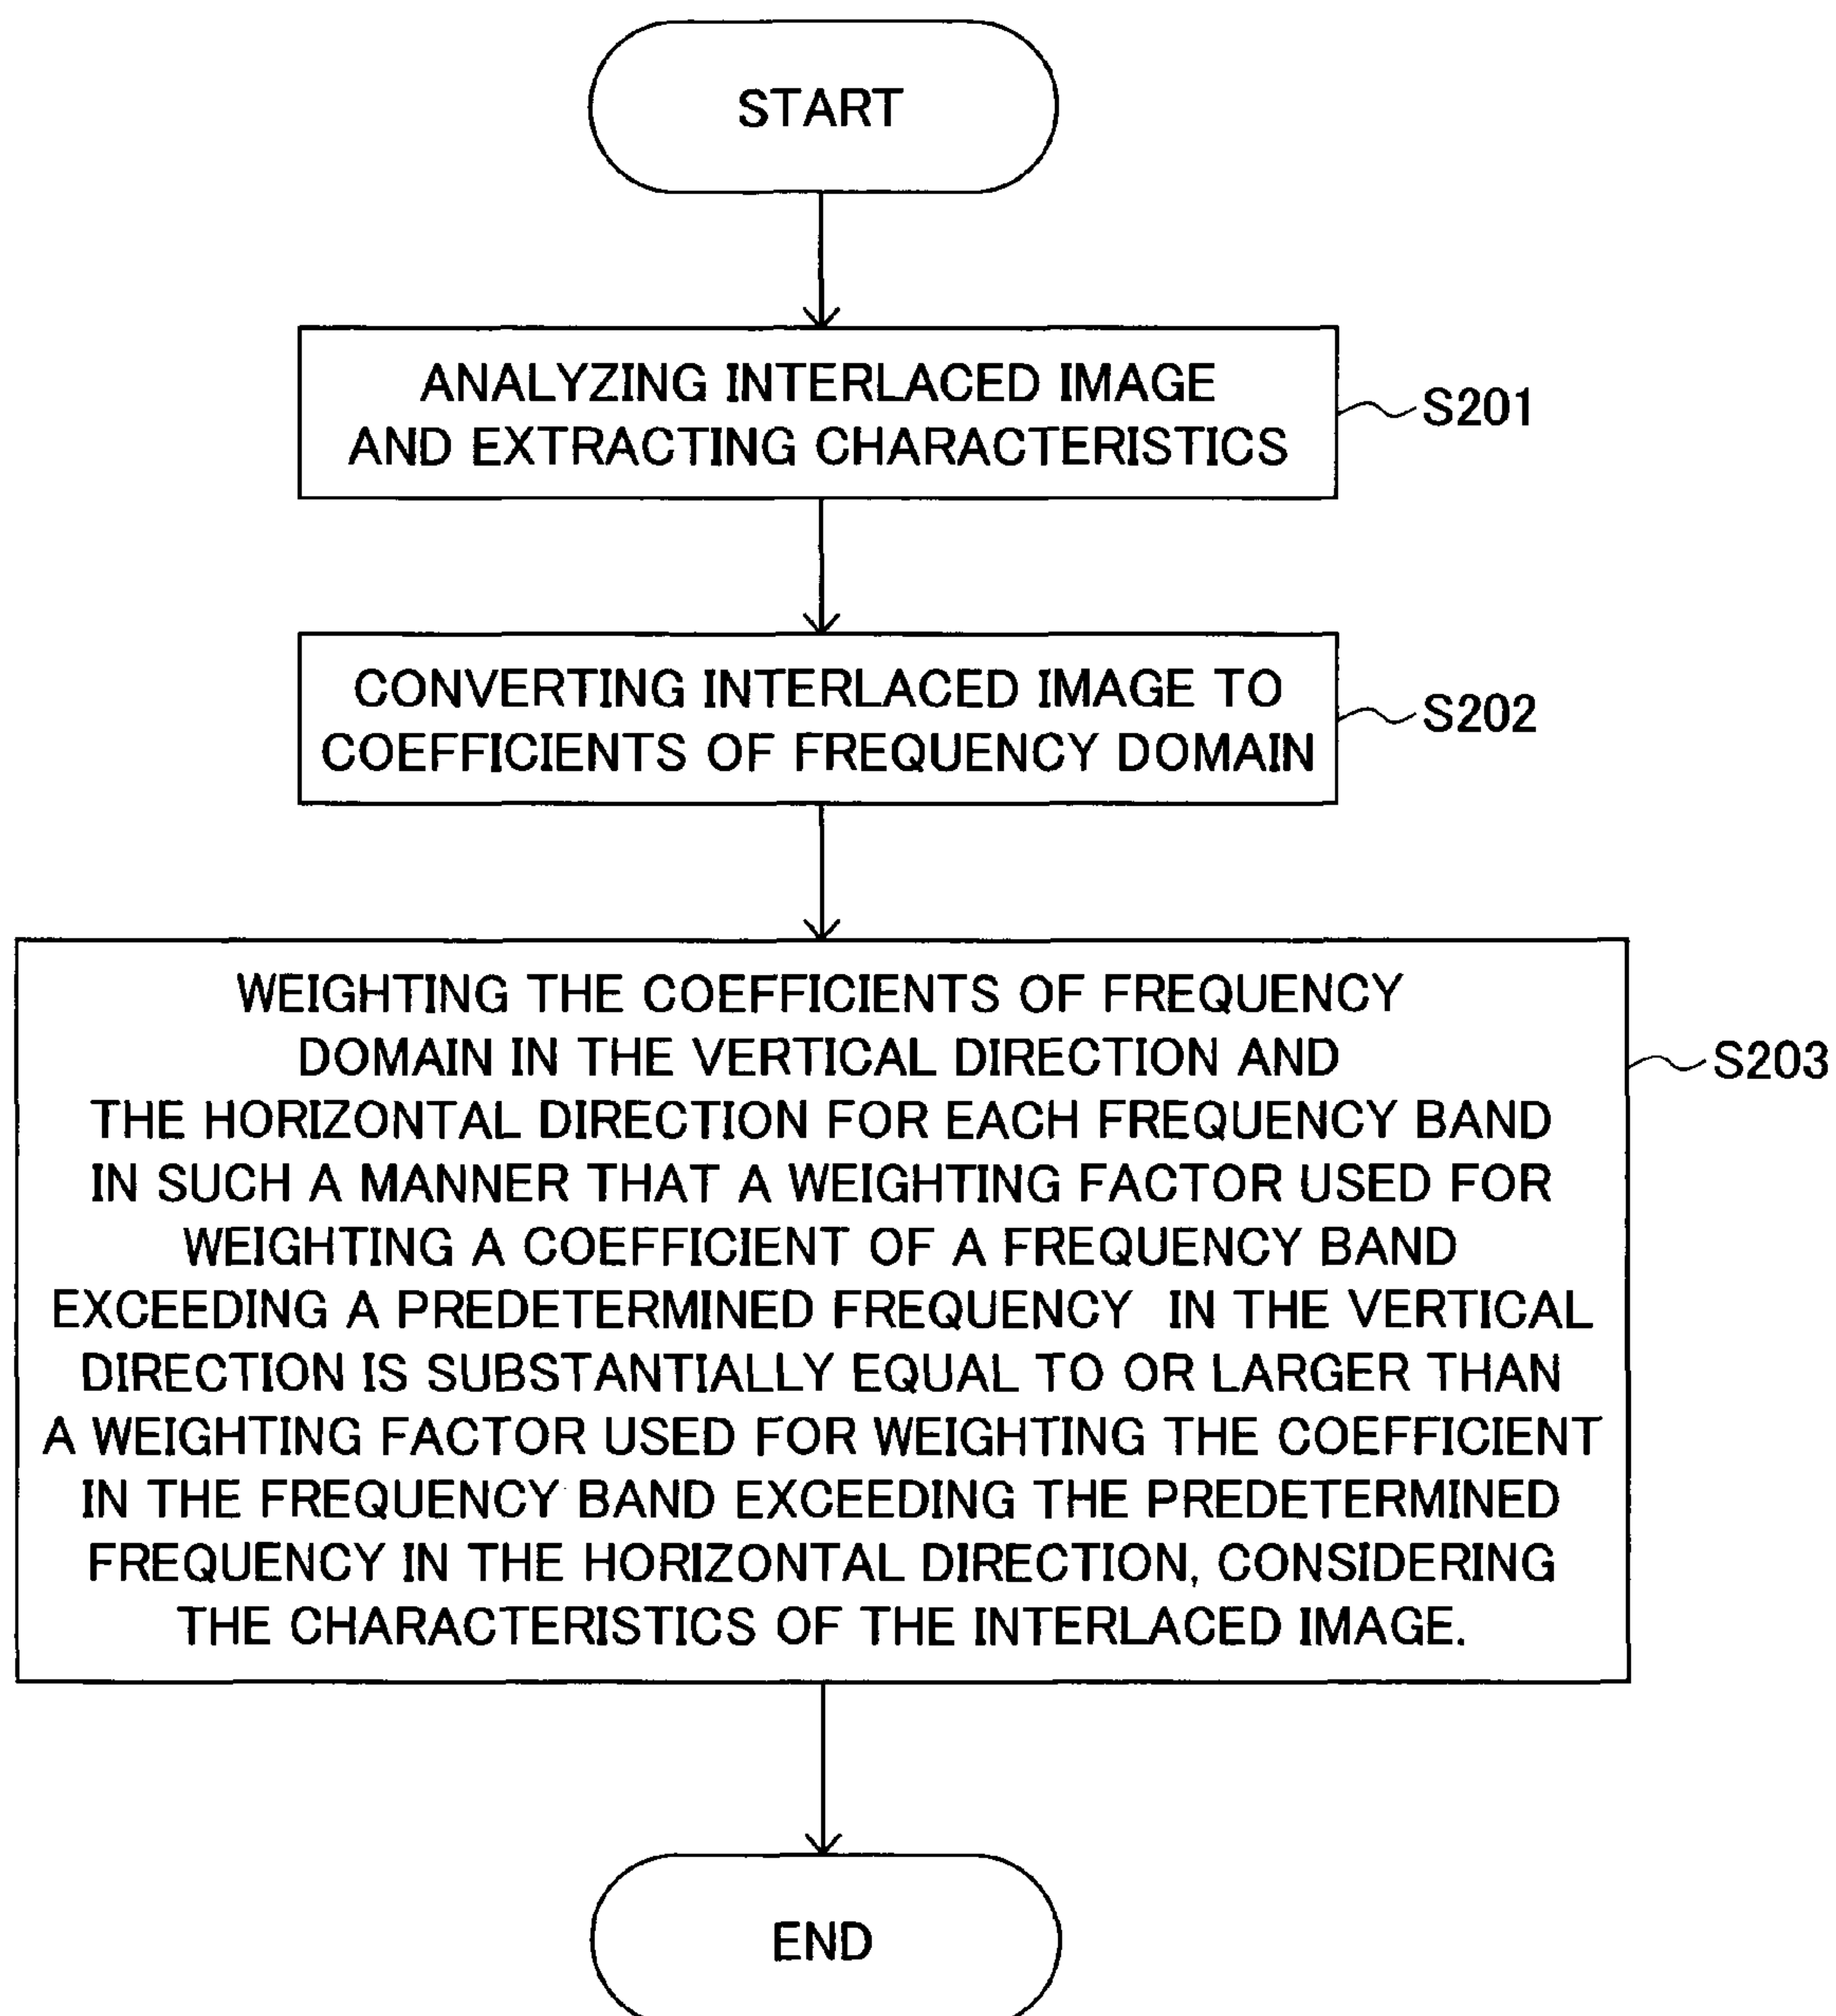 START
ANALYZING INTERLACED IMAGE
AND EXTRACTING CHARACTERISTICS
S201
CONVERTING INTERLACED IMAGE TO
COEFFICIENTS OF FREQUENCY DOMAIN
S202
WEIGHTING THE COEFFICIENTS OF FREQUENCY
DOMAIN IN THE VERTICAL DIRECTION AND
THE HORIZONTAL DIRECTION FOR EACH FREQUENCY BAND
IN SUCH A MANNER THAT A WEIGHTING FACTOR USED FOR
WEIGHTING A COEFFICIENT OF A FREQUENCY BAND
EXCEEDING A PREDETERMINED FREQUENCY IN THE VERTICAL
DIRECTION IS SUBSTANTIALLY EQUAL TO OR LARGER THAN
A WEIGHTING FACTOR USED FOR WEIGHTING THE COEFFICIENT
IN THE FREQUENCY BAND EXCEEDING THE PREDETERMINED
FREQUENCY IN THE HORIZONTAL DIRECTION, CONSIDERING
THE CHARACTERISTICS OF THE INTERLACED IMAGE.
S203
END